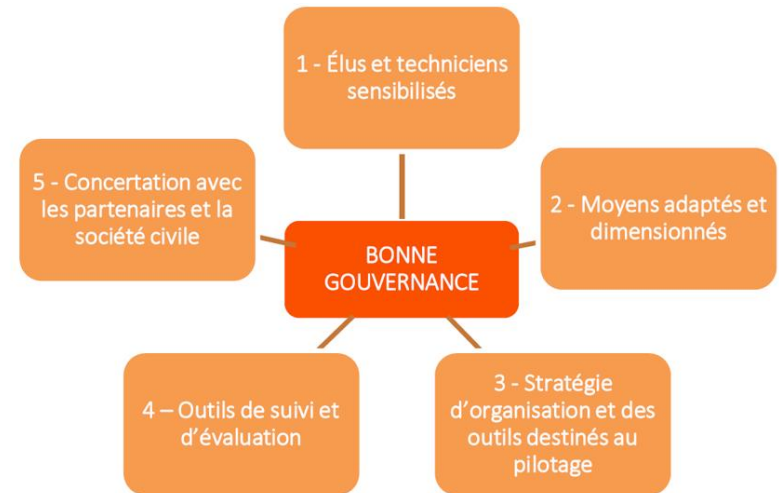 1 - Élus et techniciens
sensibilisés
5 - Concertation avec
les partenaires et la
société civile
2 - Moyens adaptés et
dimensionnés
BONNE
GOUVERNANCE
4 – Outils de suivi et
d’évaluation
3 - Stratégie
d’organisation et des
outils destinés au
pilotage